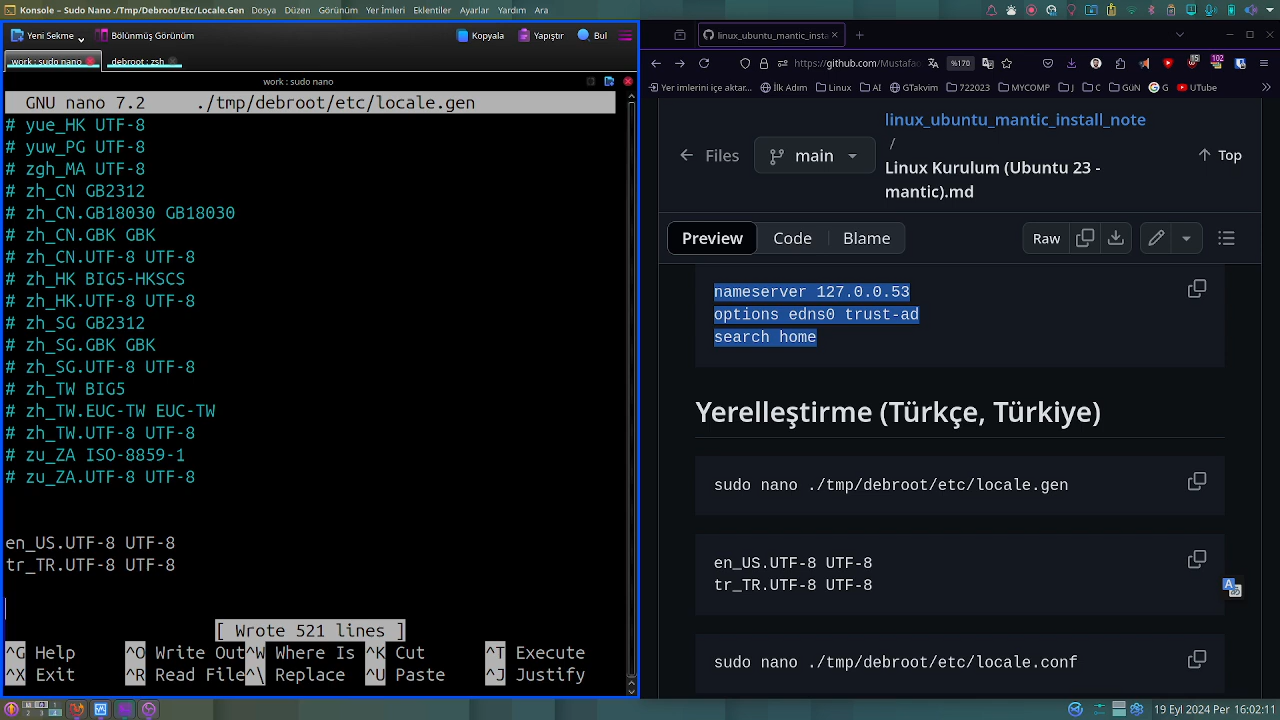 Konsole – Sudo Nano ./Tmp/Debroot/Etc/Locale.Gen Dosya Düzen Görünüm Yer İmleri Eklentiler Ayarlar Yardım Ara
Yeni Sekme Bölünmüş Görünüm Kopyala Yapıştır Bul
work : sudo nano debroot : zsh
work : sudo nano
GNU nano 7.2 ./tmp/debroot/etc/locale.gen
# yue_HK UTF-8
# yuw_PG UTF-8
# zgh_MA UTF-8
# zh_CN GB2312
# zh_CN.GB18030 GB18030
# zh_CN.GBK GBK
# zh_CN.UTF-8 UTF-8
# zh_HK BIG5-HKSCS
# zh_HK.UTF-8 UTF-8
# zh_SG GB2312
# zh_SG.GBK GBK
# zh_SG.UTF-8 UTF-8
# zh_TW BIG5
# zh_TW.EUC-TW EUC-TW
# zh_TW.UTF-8 UTF-8
# zu_ZA ISO-8859-1
# zu_ZA.UTF-8 UTF-8
en_US.UTF-8 UTF-8
tr_TR.UTF-8 UTF-8
[ Wrote 521 lines ]
^G Help ^O Write Out ^W Where Is ^K Cut ^T Execute
^X Exit ^R Read File ^\ Replace ^U Paste ^J Justify
linux_ubuntu_mantic_insta
https://github.com/Mustafao %170 85 102
Yer imlerini içe aktar... İlk Adım Linux AI GTakvim 722023 MYCOMP J C GüN G UTube
linux_ubuntu_mantic_install_note
/
Files main Linux Kurulum (Ubuntu 23 - Top
mantic).md
Preview Code Blame Raw
nameserver 127.0.0.53
options edns0 trust-ad
search home
Yerelleştirme (Türkçe, Türkiye)
sudo nano ./tmp/debroot/etc/locale.gen
en_US.UTF-8 UTF-8
tr_TR.UTF-8 UTF-8
sudo nano ./tmp/debroot/etc/locale.conf
19 Eyl 2024 Per 16:02:11